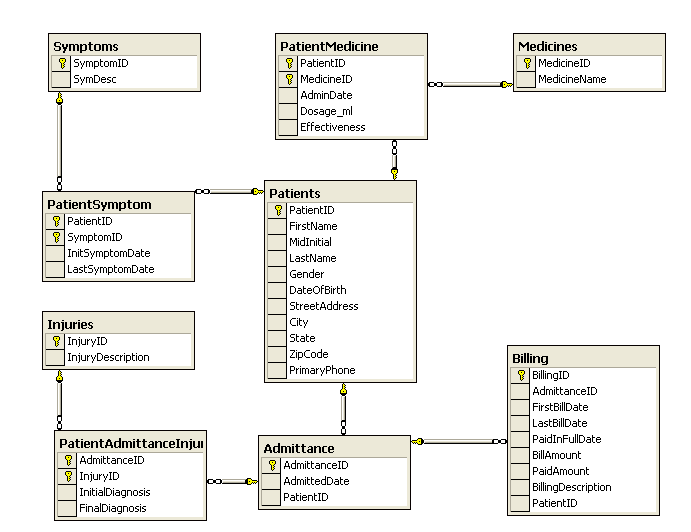 Symptoms
SymptomID
SymDesc
PatientMedicine
PatientID
MedicineID
AdminDate
Dosage_ml
Effectiveness
Medicines
MedicineID
MedicineName
PatientSymptom
PatientID
SymptomID
InitSymptomDate
LastSymptomDate
Patients
PatientID
FirstName
MidInitial
LastName
Gender
DateOfBirth
StreetAddress
City
State
ZipCode
PrimaryPhone
Injuries
InjuryID
InjuryDescription
Billing
BillingID
AdmittanceID
FirstBillDate
LastBillDate
PaidInFullDate
BillAmount
PaidAmount
BillingDescription
PatientID
PatientAdmittanceInjur
AdmittanceID
InjuryID
InitialDiagnosis
FinalDiagnosis
Admittance
AdmittanceID
AdmittedDate
PatientID